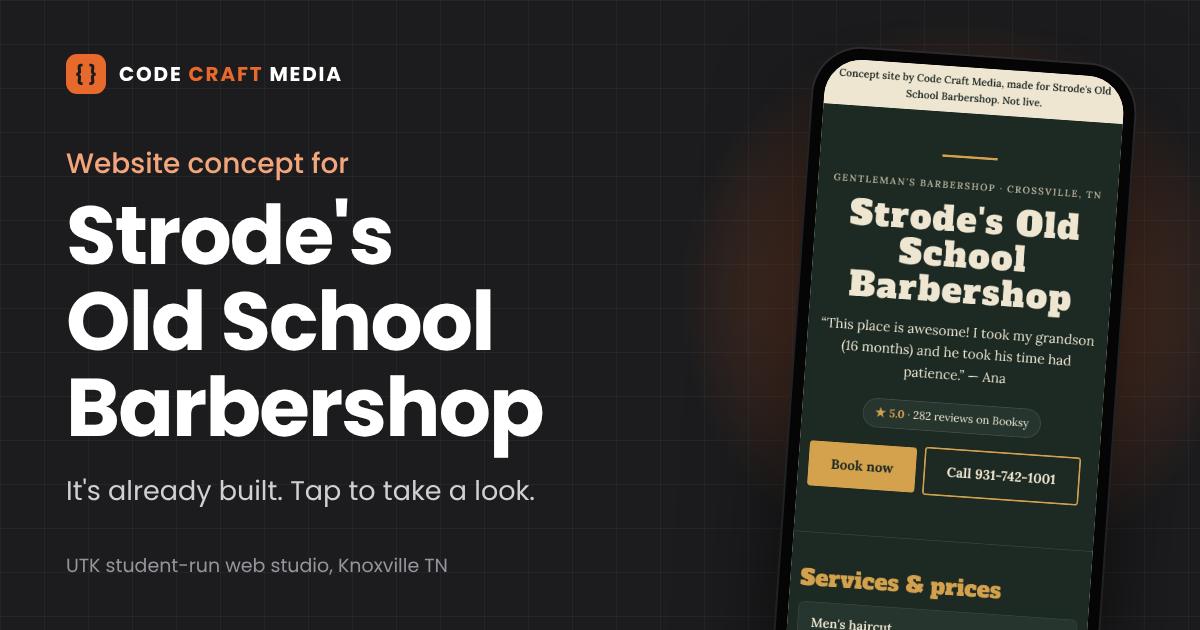 { }
CODE CRAFT MEDIA
Website concept for
Strode's
Old School
Barbershop
It's already built. Tap to take a look.
UTK student-run web studio, Knoxville TN
Concept site by Code Craft Media, made for Strode's Old
School Barbershop. Not live.
GENTLEMAN'S BARBERSHOP · CROSSVILLE, TN
Strode's Old
School
Barbershop
“This place is awesome! I took my grandson
(16 months) and he took his time had
patience.” — Ana
★ 5.0 · 282 reviews on Booksy
Book now
Call 931-742-1001
Services & prices
Men's haircut